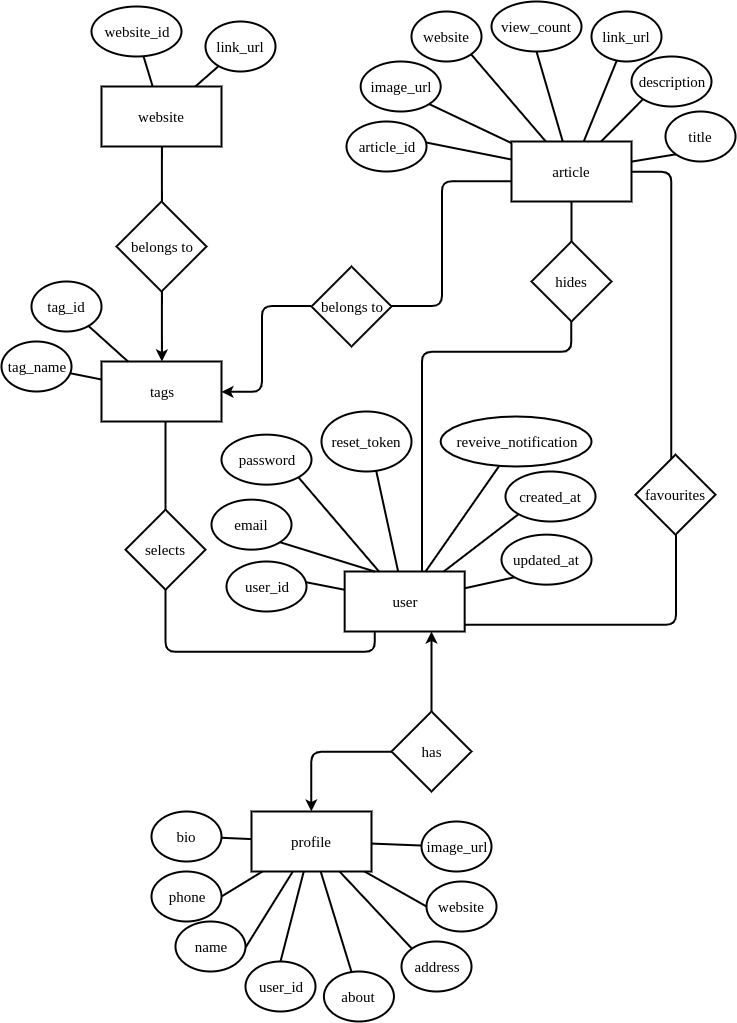 website_id
link_url
website
belongs to
tag_id
tag_name
tags
selects
website
view_count
link_url
image_url
description
article_id
title
article
belongs to
hides
favourites
password
reset_token
reveive_notification
email
created_at
user_id
updated_at
user
has
profile
bio
image_url
phone
website
name
address
user_id
about